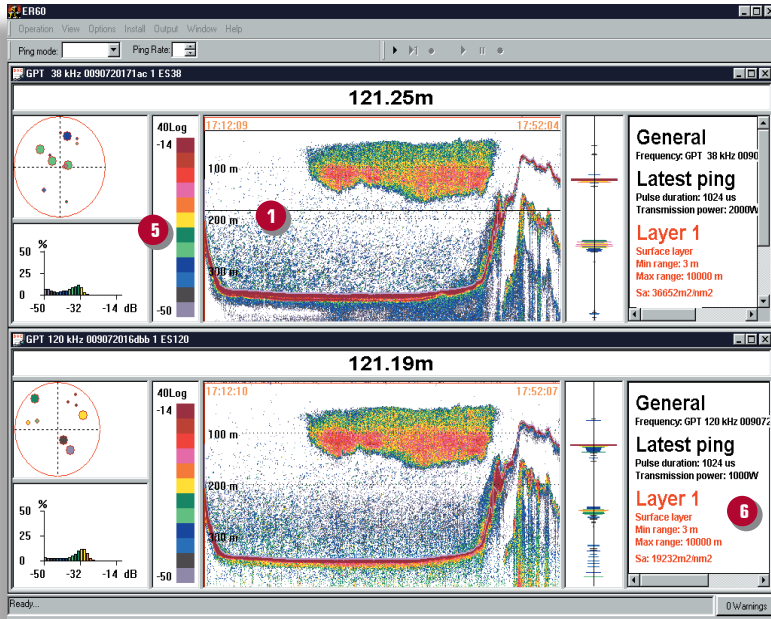 ER60
Operation View Options Install Output Window Help
Ping mode: Ping Rate:
GPT 38 kHz 0090720171ac 1 ES38
121.25m
40Log
-14
-50
5
%
50
25
0
-50 -32 -14 dB
17:12:09 17:52:04
100 m
200 m
300 m
1
General
Frequency: GPT 38 kHz 0090
Latest ping
Pulse duration: 1024 us
Transmission power: 2000W
Layer 1
Surface layer
Min range: 3 m
Max range: 10000 m
Sa: 36652m2/nm2
GPT 120 kHz 009072016dbb 1 ES120
121.19m
40Log
-14
-50
%
50
25
0
-50 -32 -14 dB
17:12:10 17:52:07
100 m
200 m
300 m
General
Frequency: GPT 120 kHz 009072
Latest ping
Pulse duration: 1024 us
Transmission power: 1000W
Layer 1
Surface layer
Min range: 3 m
Max range: 10000 m
Sa: 19232m2/nm2
6
Ready...
0 Warnings